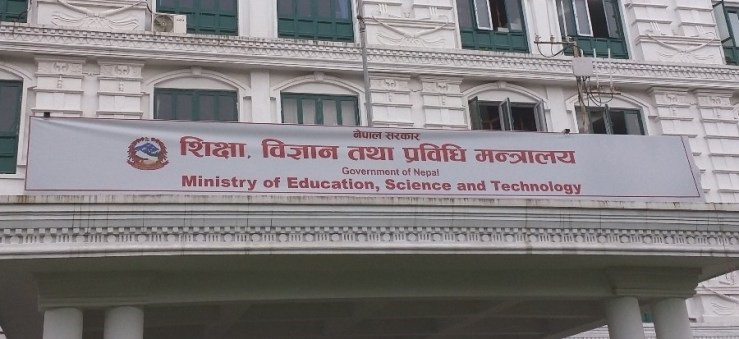 नेपाल सरकार
शिक्षा, विज्ञान तथा प्रविधि मन्त्रालय
Government of Nepal
Ministry of Education, Science and Technology